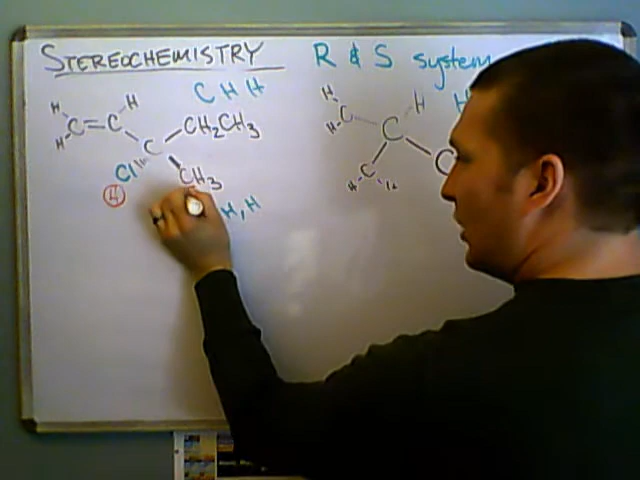 STEREOCHEMISTRY R & S system
C H H
H H C=C C CH2CH3
Cl CH3
4 H, H
H H C C H H
C
H C H